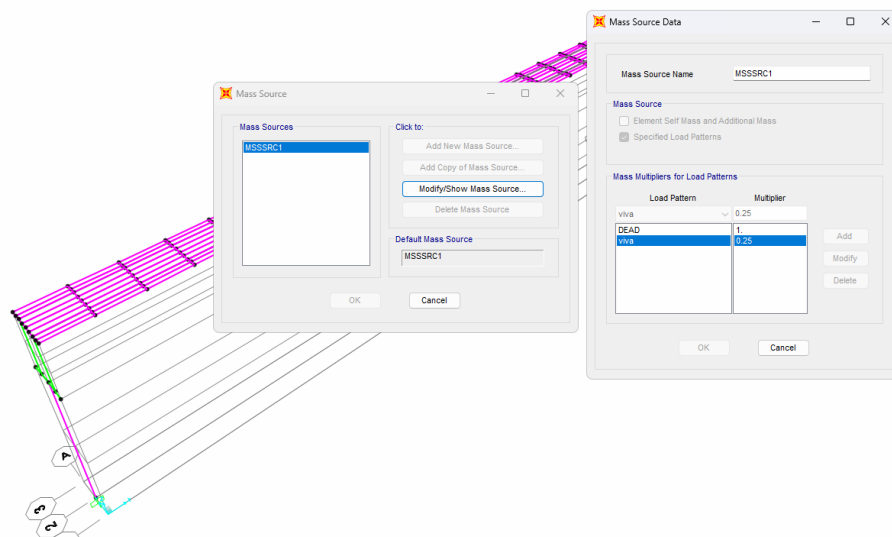 Mass Source Data
Mass Source Name
MSSSRC1
Mass Source
Element Self Mass and Additional Mass
Specified Load Patterns
Mass Multipliers for Load Patterns
Load Pattern
Multiplier
viva
0.25
DEAD
1.
viva
0.25
Add
Modify
Delete
OK
Cancel
Mass Source
Mass Sources
MSSSRC1
Click to:
Add New Mass Source...
Add Copy of Mass Source...
Modify/Show Mass Source...
Delete Mass Source
Default Mass Source
MSSSRC1
OK
Cancel
A
3
2